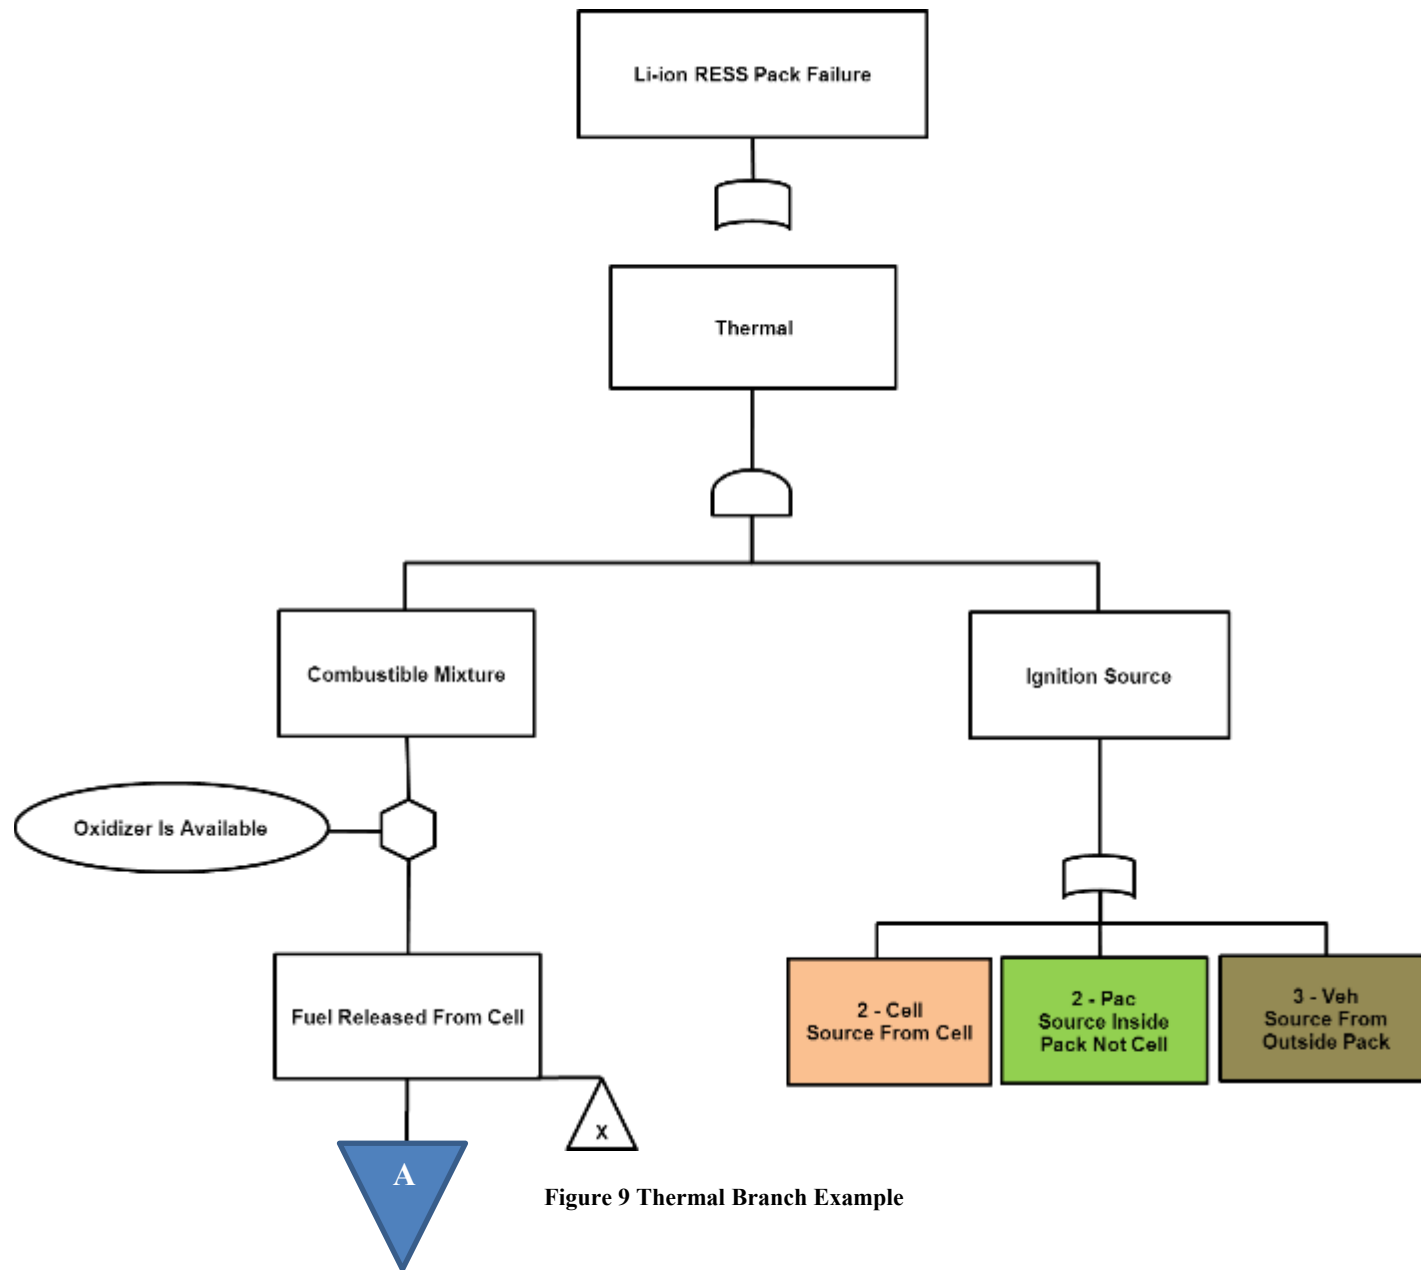 Li-ion RESS Pack Failure
Thermal
Combustible Mixture
Ignition Source
Oxidizer Is Available
Fuel Released From Cell
2 - Cell
Source From Cell
2 - Pac
Source Inside
Pack Not Cell
3 - Veh
Source From
Outside Pack
X
A
Figure 9 Thermal Branch Example